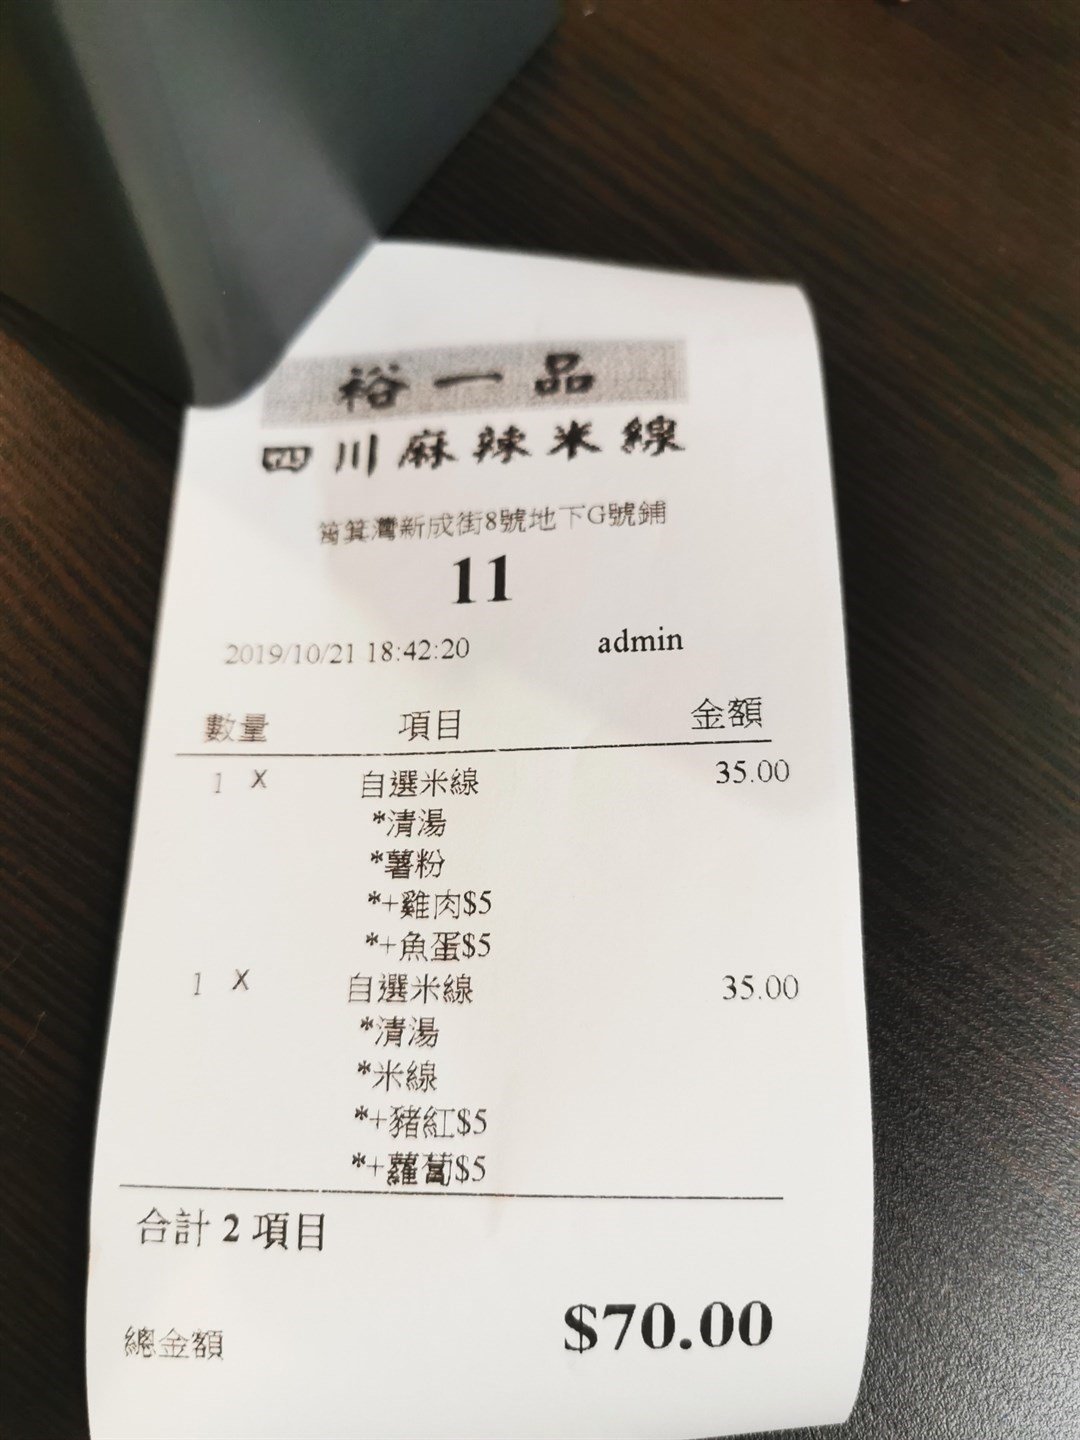 裕一品
四川麻辣米線
筲箕灣新成街8號地下G號鋪
11
2019/10/21 18:42:20 admin
數量 項目 金額
1 X 自選米線 35.00
*清湯
*薯粉
*+雞肉$5
*+魚蛋$5
1 X 自選米線 35.00
*清湯
*米線
*+豬紅$5
*+蘿蔔$5
合計 2 項目
總金額 $70.00